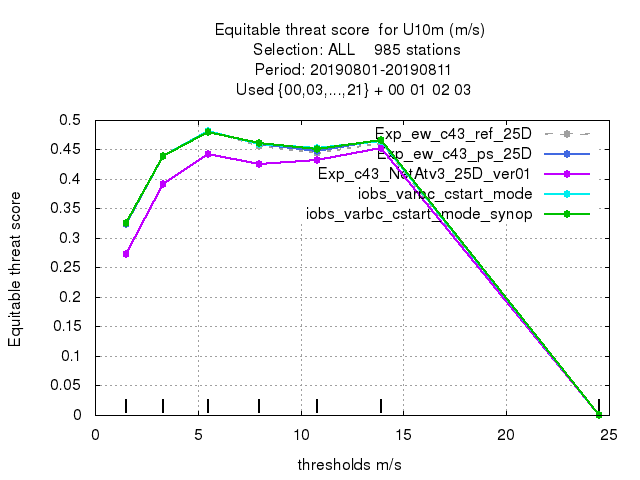 Equitable threat score for U10m (m/s)
Selection: ALL 985 stations
Period: 20190801-20190811
Used {00,03,...,21} + 00 01 02 03
Exp_ew_c43_ref_25D
Exp_ew_c43_ps_25D
Exp_c43_NetAtv3_25D_ver01
iobs_varbc_cstart_mode
iobs_varbc_cstart_mode_synop
Equitable threat score
0.5
0.45
0.4
0.35
0.3
0.25
0.2
0.15
0.1
0.05
0
0 5 10 15 20 25
thresholds m/s